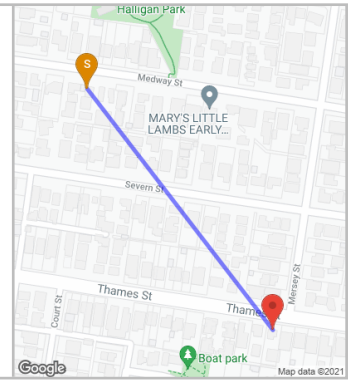 Halligan Park
S
Medway St
MARY'S LITTLE
LAMBS EARLY...
Severn St
Mersey St
Thames St
Thames
Court St
Boat park
Google
Map data ©2021